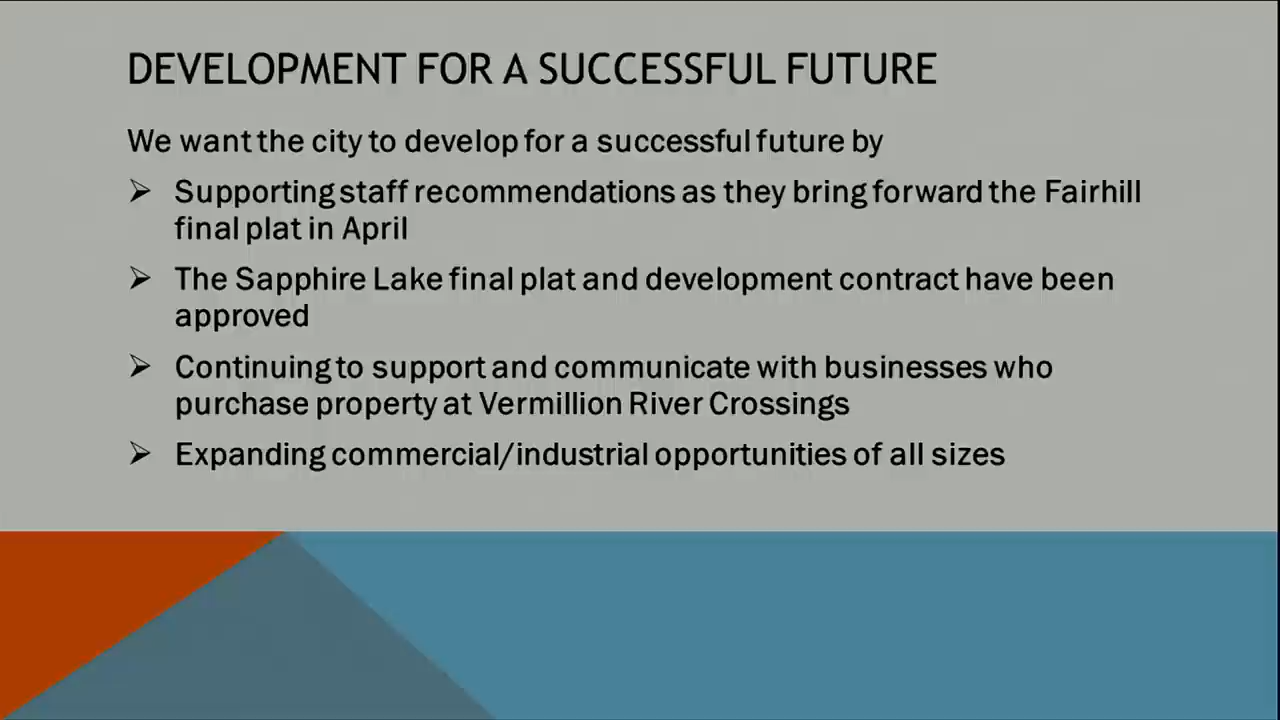 DEVELOPMENT FOR A SUCCESSFUL FUTURE
We want the city to develop for a successful future by
Supporting staff recommendations as they bring forward the Fairhill
final plat in April
The Sapphire Lake final plat and development contract have been
approved
Continuing to support and communicate with businesses who
purchase property at Vermillion River Crossings
Expanding commercial/industrial opportunities of all sizes